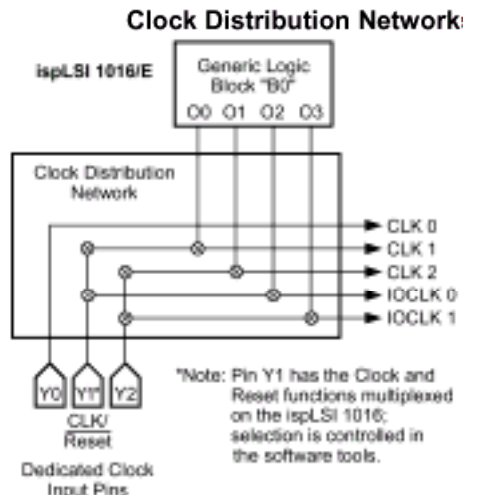 Clock Distribution Network
ispLSI 1016/E
Generic Logic
Block "B0"
O0 O1 O2 O3
Clock Distribution
Network
CLK 0
CLK 1
CLK 2
IOCLK 0
IOCLK 1
Y0 Y1* Y2
CLK/
Reset
Dedicated Clock
Input Pins
*Note: Pin Y1 has the Clock and
Reset functions multiplexed
on the ispLSI 1016;
selection is controlled in
the software tools.